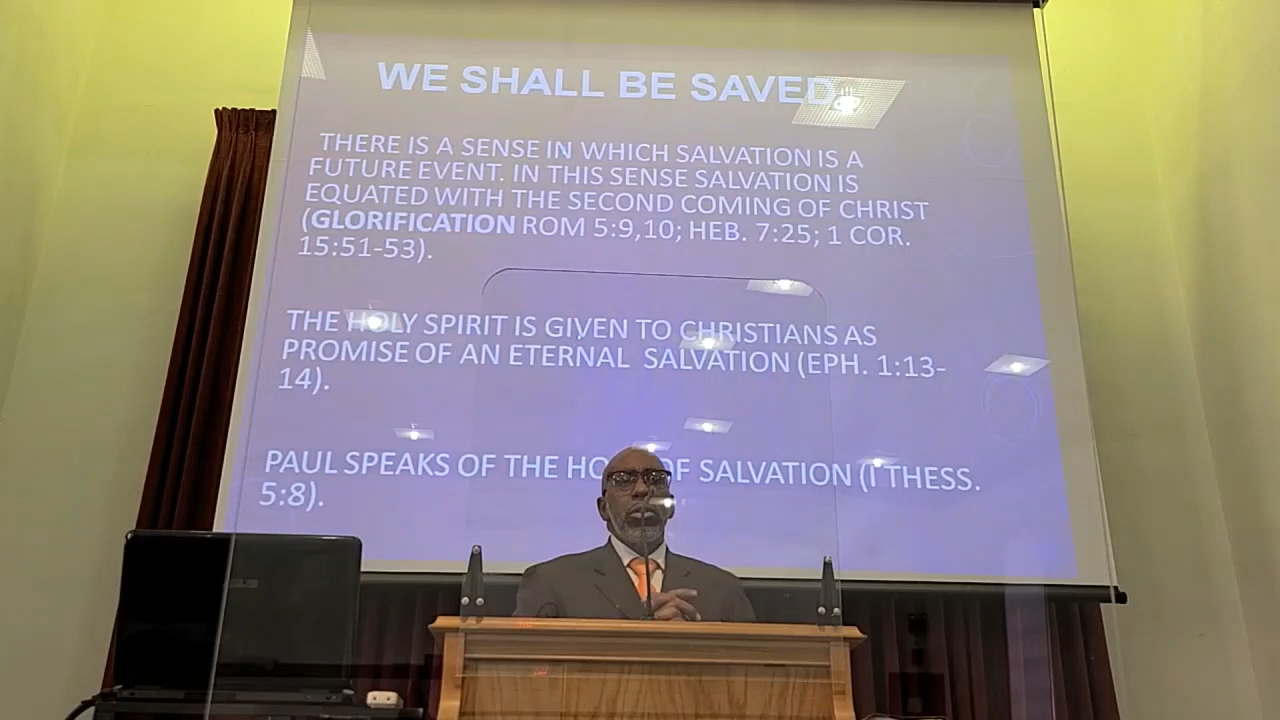 WE SHALL BE SAVED
THERE IS A SENSE IN WHICH SALVATION IS A
FUTURE EVENT. IN THIS SENSE SALVATION IS
EQUATED WITH THE SECOND COMING OF CHRIST
(GLORIFICATION ROM 5:9,10; HEB. 7:25; 1 COR.
15:51-53).
THE HOLY SPIRIT IS GIVEN TO CHRISTIANS AS
PROMISE OF AN ETERNAL SALVATION (EPH. 1:13-
14).
PAUL SPEAKS OF THE OF SALVATION (I THESS.
5:8).